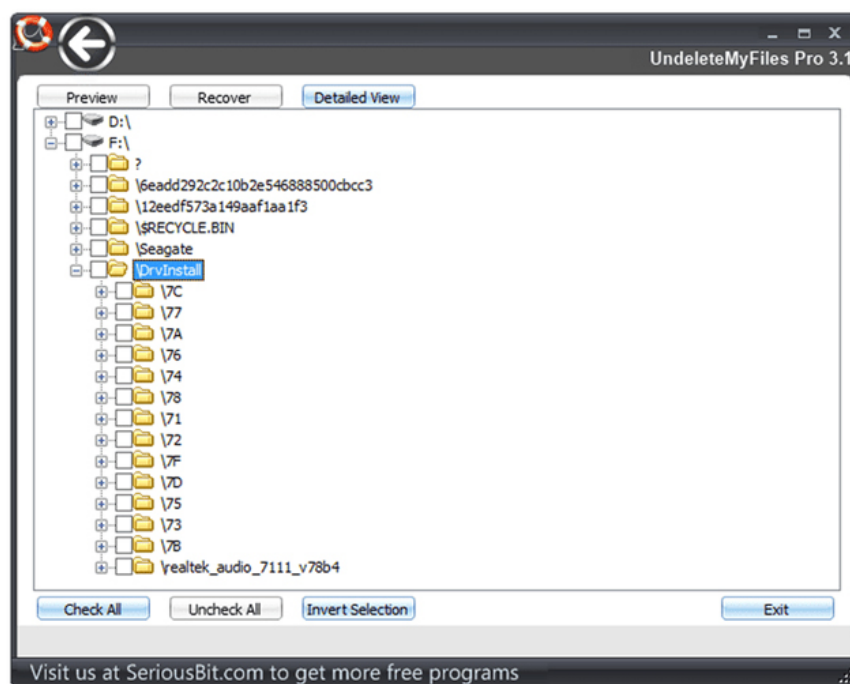 UndeleteMyFiles Pro 3.1
Preview Recover Detailed View
D:\
F:\
?
\6eadd292c2c10b2e546888500cbcc3
\12eedf573a149aaf1aa1f3
\$RECYCLE.BIN
\Seagate
\DrvInstall
\7C
\77
\7A
\76
\74
\78
\71
\72
\7F
\7D
\75
\73
\7B
\realtek_audio_7111_v78b4
Check All Uncheck All Invert Selection Exit
Visit us at SeriousBit.com to get more free programs